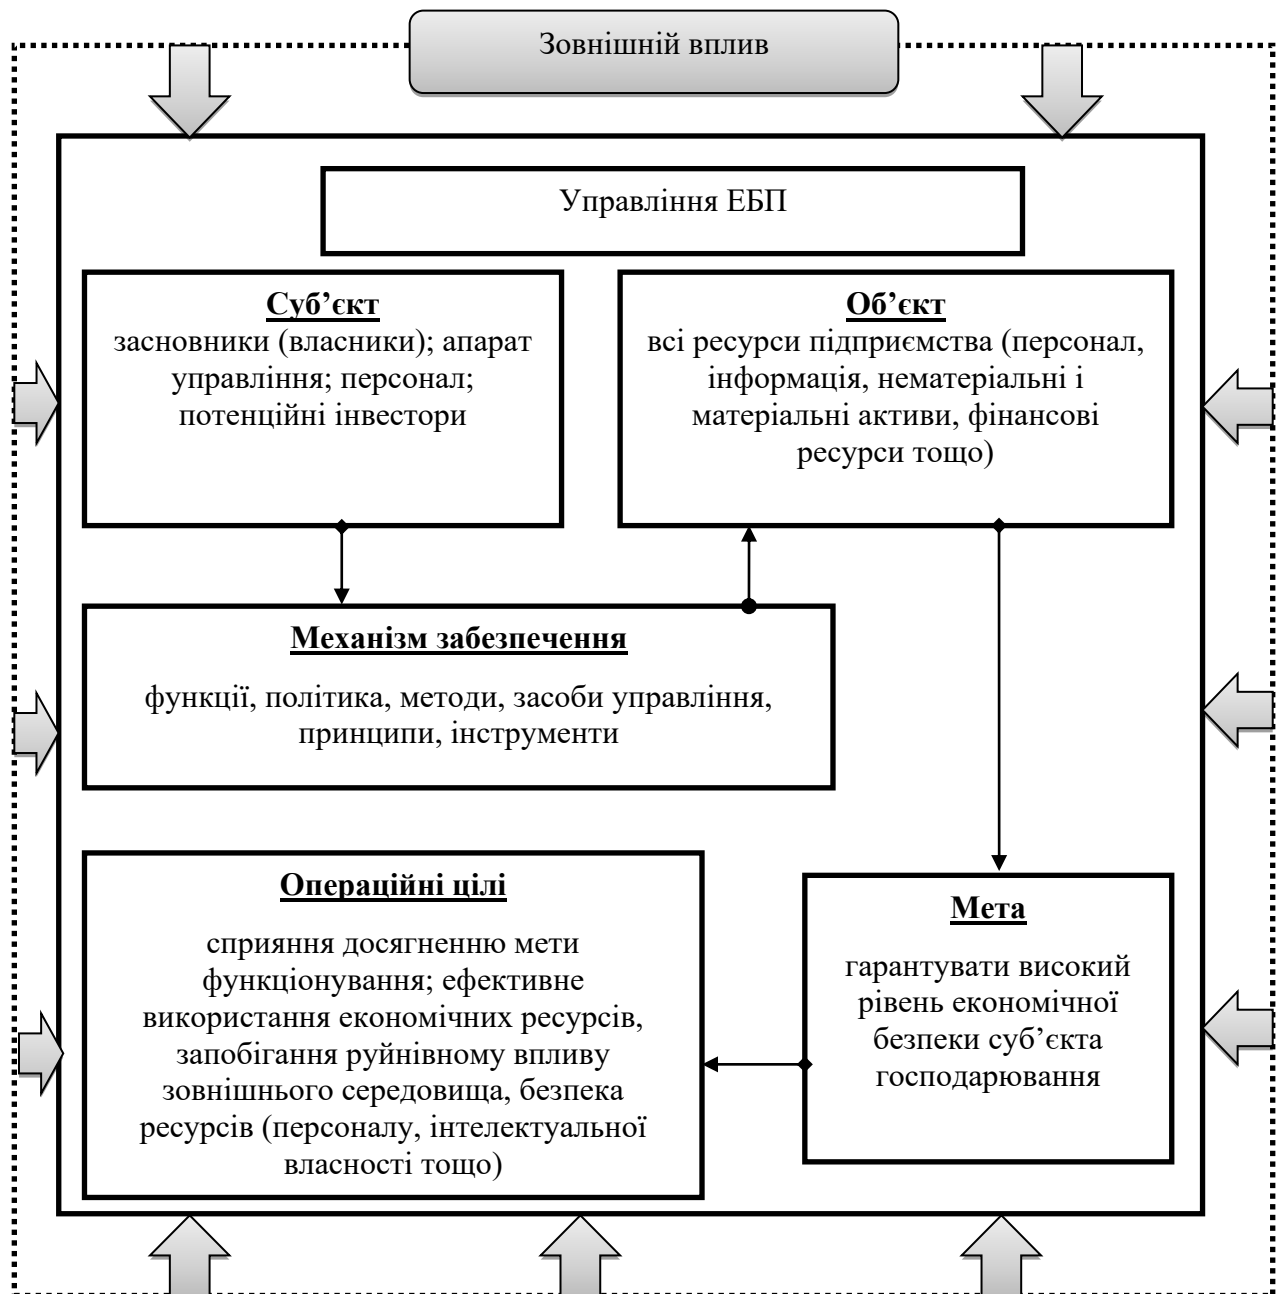 Зовнішній вплив
Управління ЕБП
Суб’єкт
засновники (власники); апарат
управління; персонал;
потенційні інвестори
Об’єкт
всі ресурси підприємства (персонал,
інформація, нематеріальні і
матеріальні активи, фінансові
ресурси тощо)
Механізм забезпечення
функції, політика, методи, засоби управління,
принципи, інструменти
Операційні цілі
сприяння досягненню мети
функціонування; ефективне
використання економічних ресурсів,
запобігання руйнівному впливу
зовнішнього середовища, безпека
ресурсів (персоналу, інтелектуальної
власності тощо)
Мета
гарантувати високий
рівень економічної
безпеки суб’єкта
господарювання